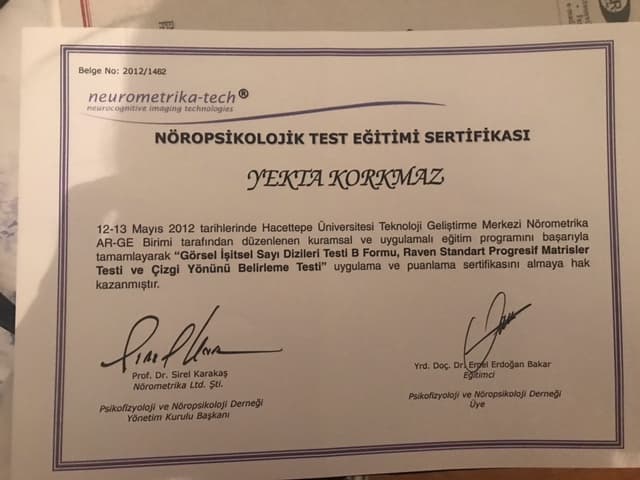 Belge No: 2012/1462
neurometrika-tech®
neurocognitive imaging technologies
NÖROPSİKOLOJİK TEST EĞİTİMİ SERTİFİKASI
YEKTA KORKMAZ
12-13 Mayıs 2012 tarihlerinde Hacettepe Üniversitesi Teknoloji Geliştirme Merkezi Nörometrika
AR-GE Birimi tarafından düzenlenen kuramsal ve uygulamalı eğitim programını başarıyla
tamamlayarak "Görsel İşitsel Sayı Dizileri Testi B Formu, Raven Standart Progresif Matrisler
Testi ve Çizgi Yönünü Belirleme Testi" uygulama ve puanlama sertifikasını almaya hak
kazanmıştır.
Prof. Dr. Sirel Karakaş
Nörometrika Ltd. Şti.
Psikofizyoloji ve Nöropsikoloji Derneği
Yönetim Kurulu Başkanı
Yrd. Doç. Dr. Emel Erdoğan Bakar
Eğitimci
Psikofizyoloji ve Nöropsikoloji Derneği
Üye